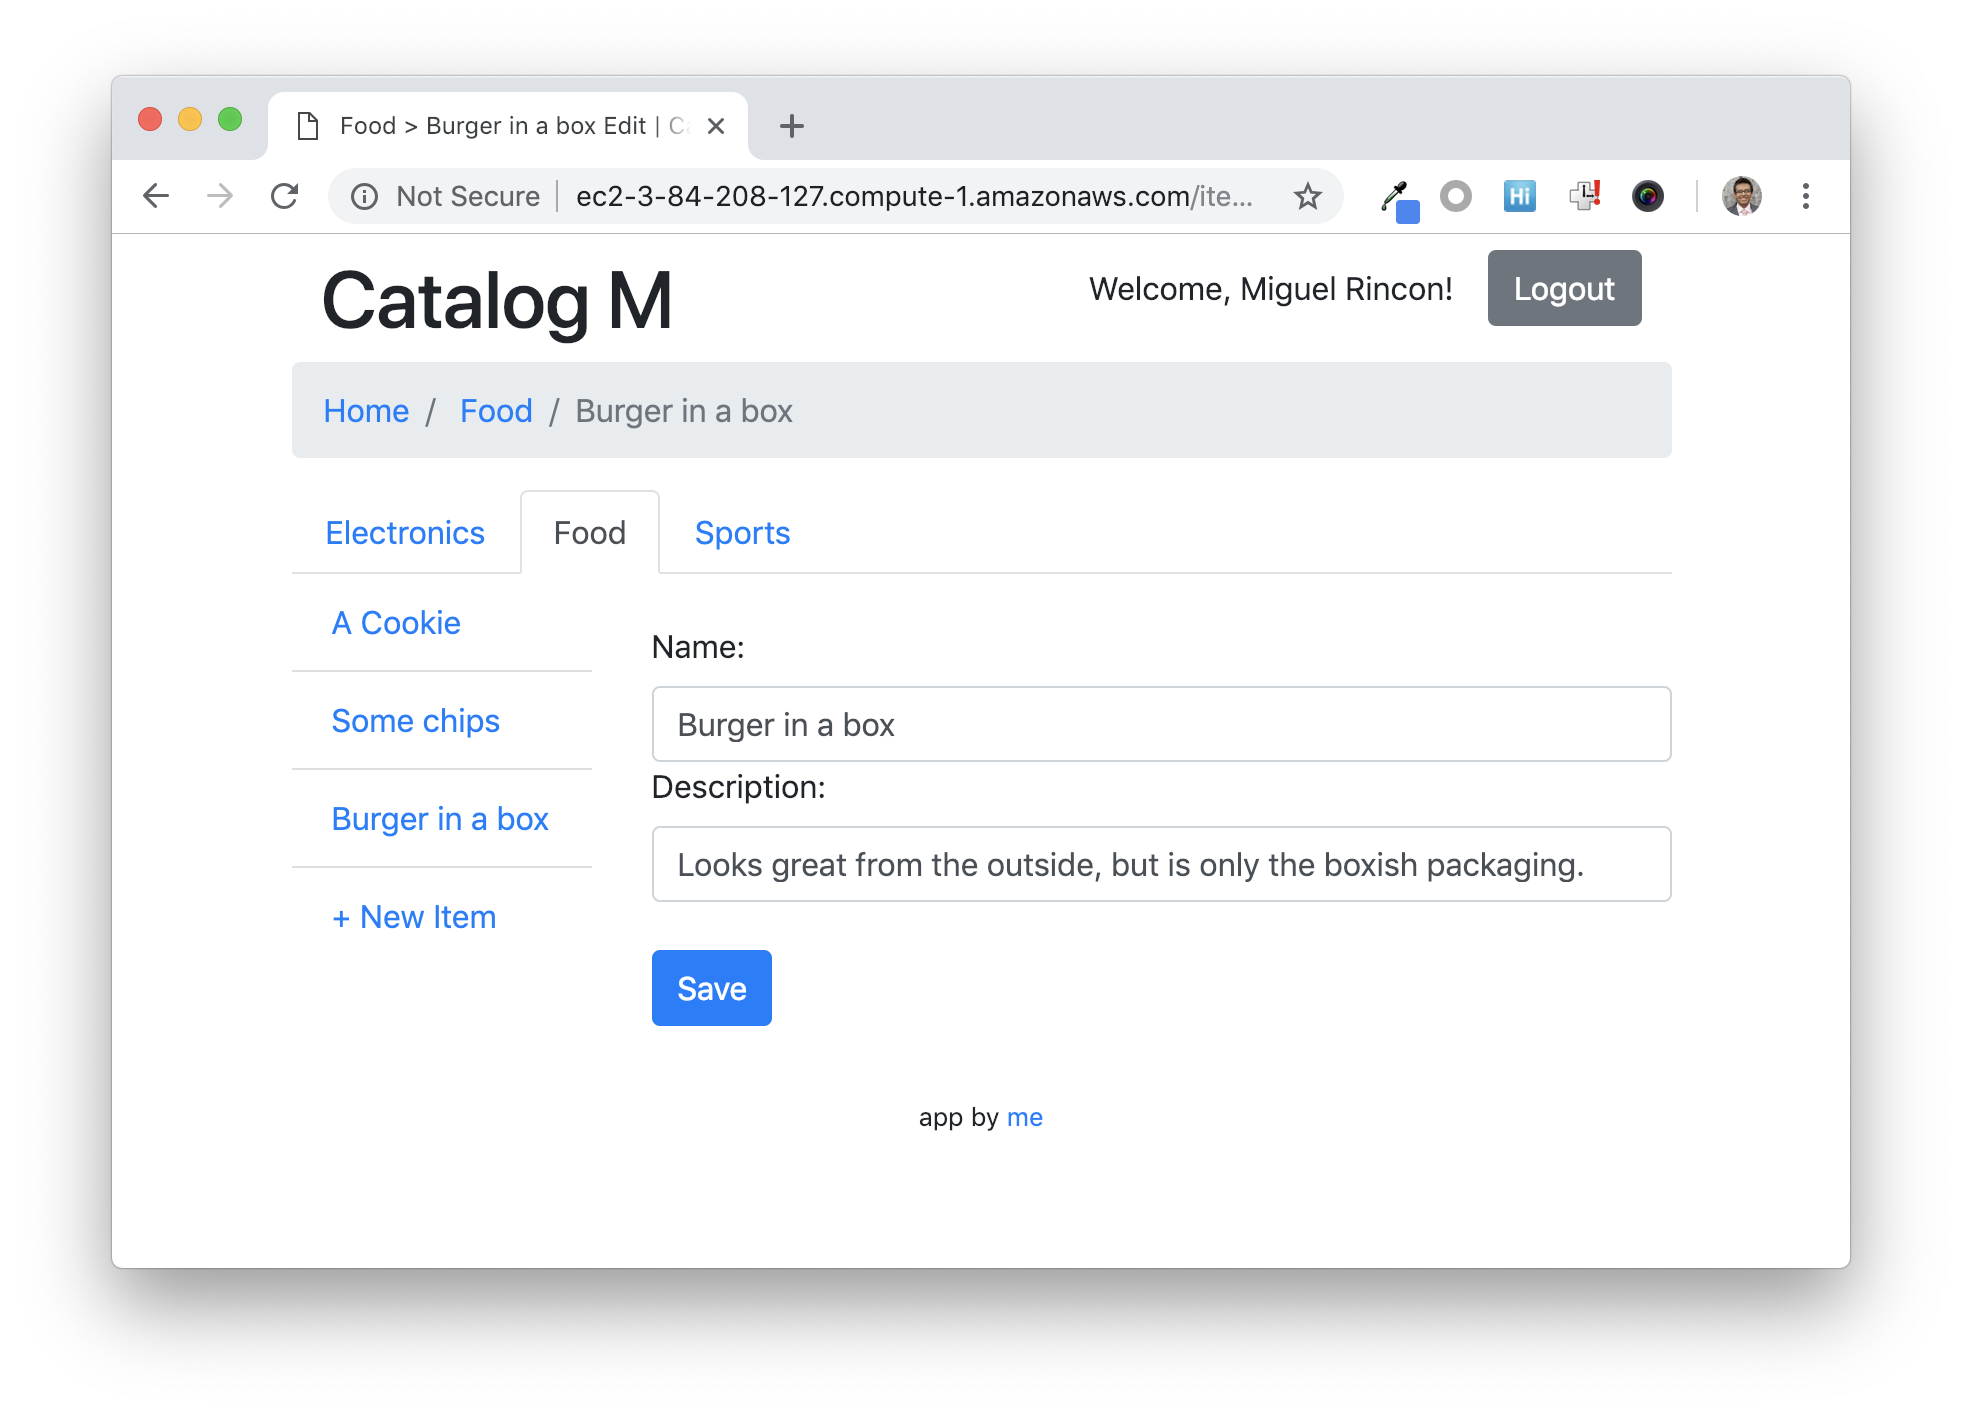 Food > Burger in a box Edit |
Not Secure ec2-3-84-208-127.compute-1.amazonaws.com/ite... Hi
Catalog M
Welcome, Miguel Rincon! Logout
Home / Food / Burger in a box
Electronics Food Sports
A Cookie
Some chips
Burger in a box
+ New Item
Name:
Burger in a box
Description:
Looks great from the outside, but is only the boxish packaging.
Save
app by me